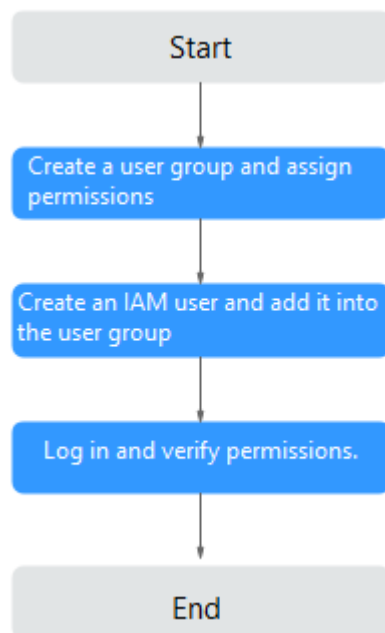 Start
Create a user group and assign
permissions
Create an IAM user and add it into
the user group
Log in and verify permissions.
End